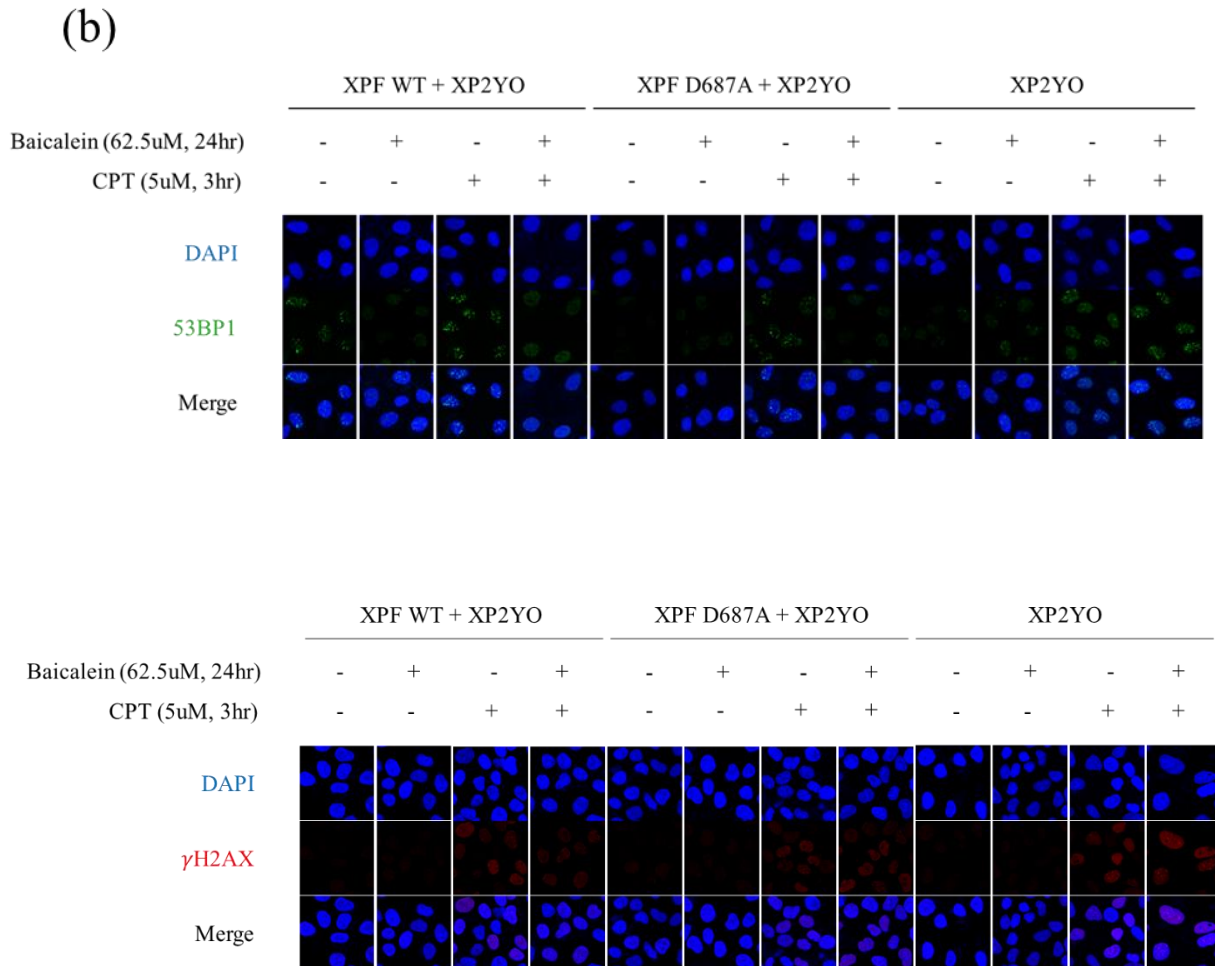 (b)
XPF WT + XP2YO XPF D687A + XP2YO XP2YO
Baicalein (62.5uM, 24hr) - + - + - + - + - + - +
CPT (5uM, 3hr) - - + + - - + + - - + +
DAPI
53BP1
Merge
XPF WT + XP2YO XPF D687A + XP2YO XP2YO
Baicalein (62.5uM, 24hr) - + - + - + - + - + - +
CPT (5uM, 3hr) - - + + - - + + - - + +
DAPI
γH2AX
Merge